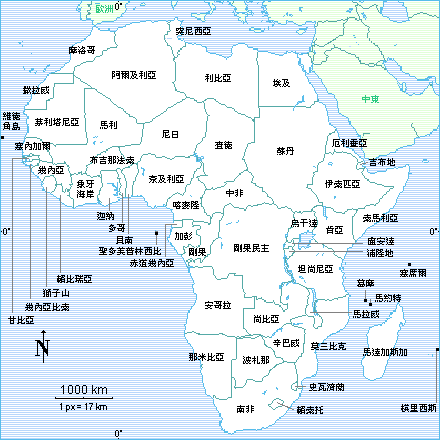 歐洲
0°
突尼西亞
摩洛哥
阿爾及利亞
利比亞
埃及
中東
撒拉威
維德
角島
茅利塔尼亞
馬利
尼日
查德
蘇丹
厄利垂亞
塞內加爾
吉布地
幾內亞
布吉那法索
象牙
海岸
奈及利亞
中非
伊索匹亞
迦納
喀麥隆
索馬利亞
多哥
貝南
烏干達
肯亞
0°
0°
聖多美普林西比
赤道幾內亞
加彭
剛果
剛果民主
盧安達
浦隆地
坦尚尼亞
賴比瑞亞
獅子山
幾內亞比索
甘比亞
塞席爾
葛摩
馬約特
安哥拉
尚比亞
馬拉威
N
辛巴威
莫三比克
馬達加斯加
那米比亞
波札那
1000 km
1 px = 17 km
史瓦濟蘭
南非
賴索托
模里西斯
0°